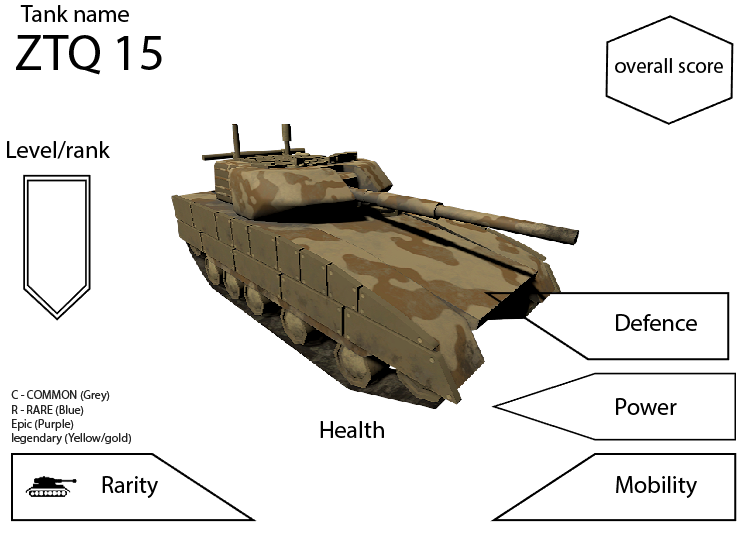 Tank name
ZTQ 15
overall score
Level/rank
Defence
Power
C - COMMON (Grey)
R - RARE (Blue)
Epic (Purple)
legendary (Yellow/gold)
Health
Rarity
Mobility